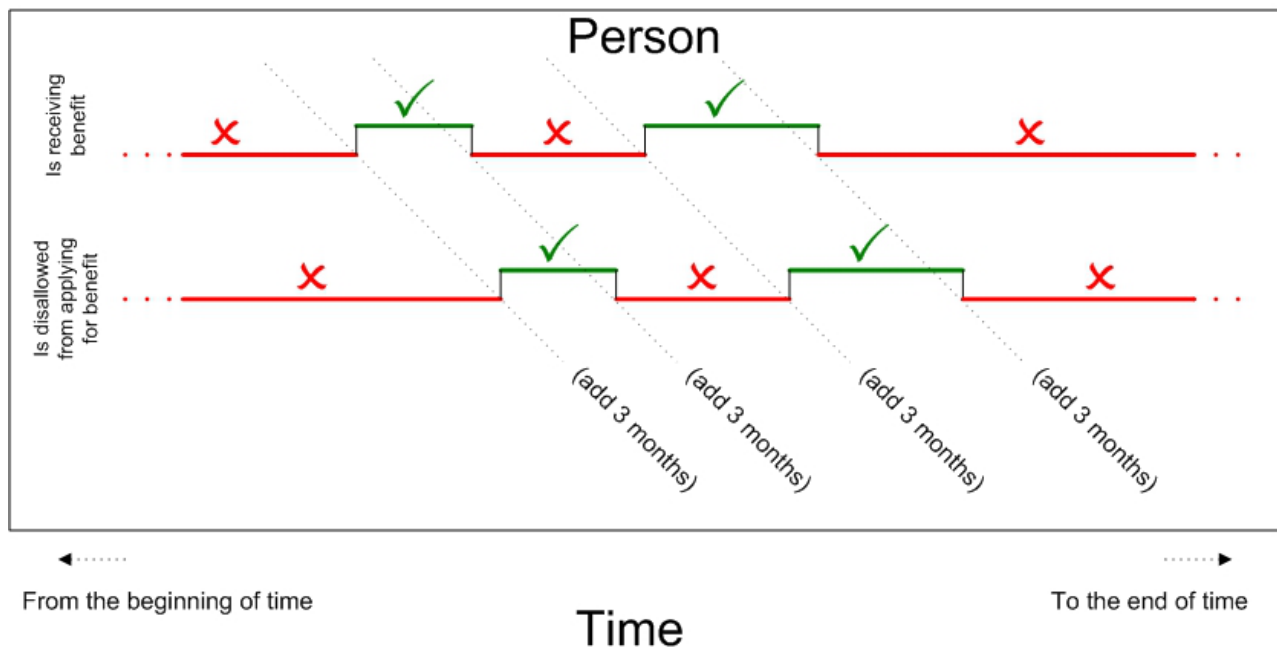 Person
Is receiving
benefit
Is disallowed
from applying
for benefit
(add 3 months)
(add 3 months)
(add 3 months)
(add 3 months)
From the beginning of time
To the end of time
Time